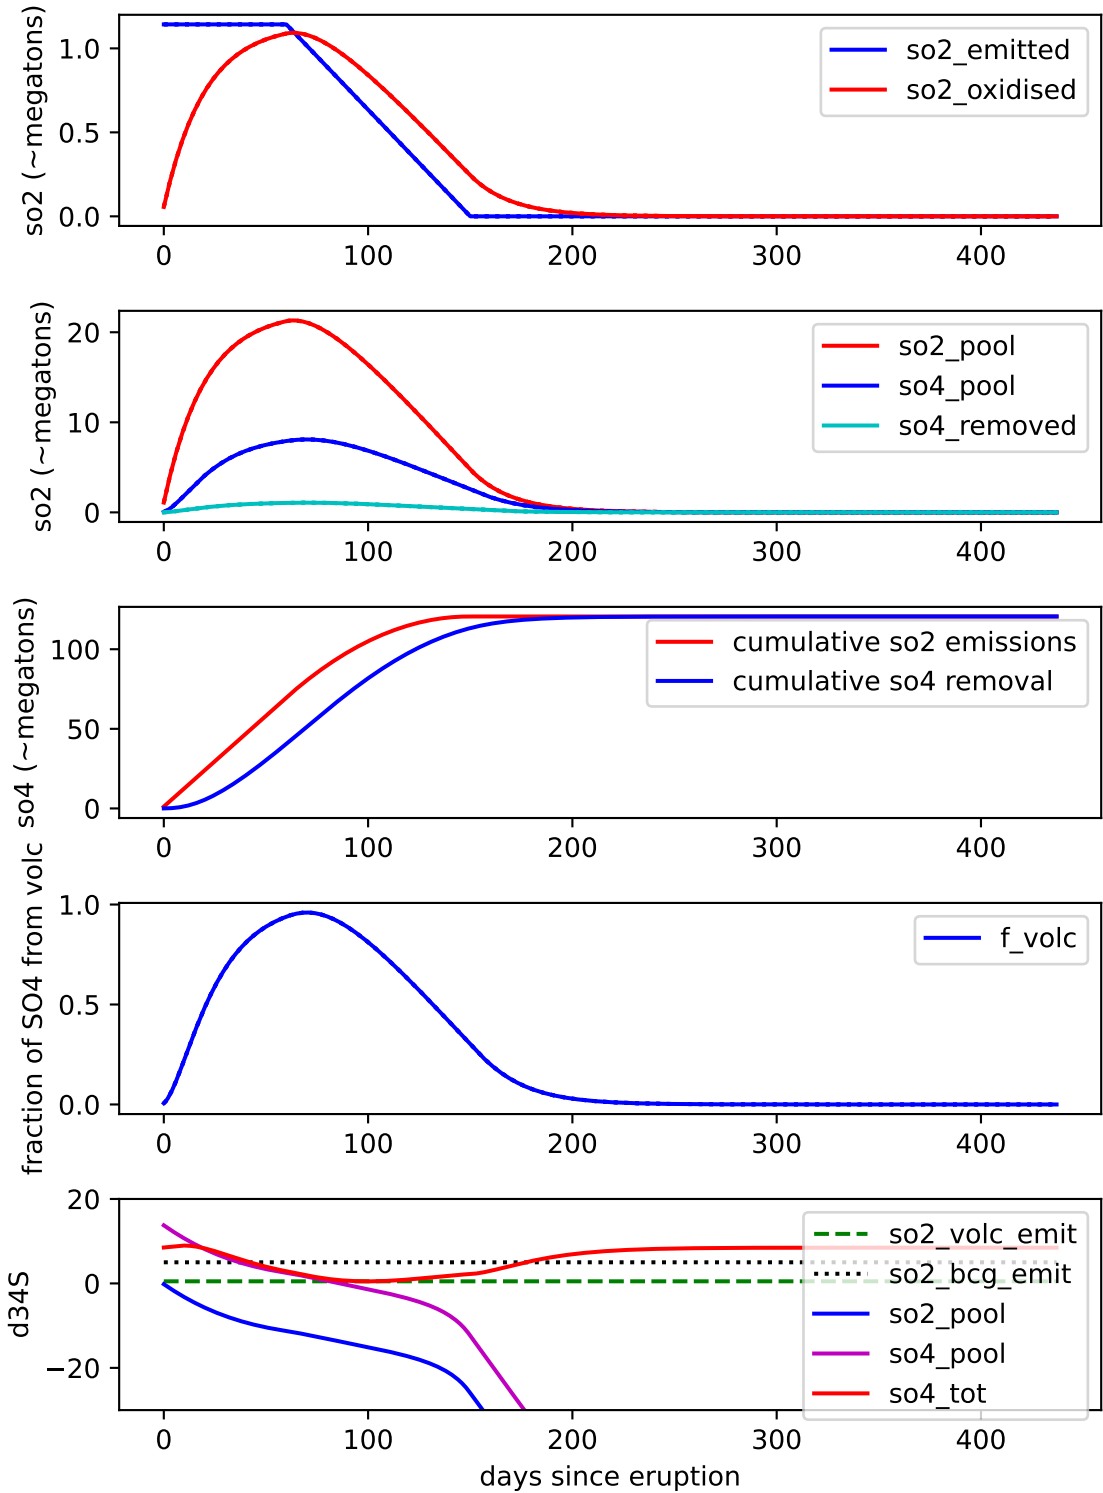 so2 (~megatons)
1.0
0.5
0.0
so2_emitted
so2_oxidised
0 100 200 300 400
so2 (~megatons)
20
10
0
so2_pool
so4_pool
so4_removed
0 100 200 300 400
so4 (~megatons)
100
50
0
cumulative so2 emissions
cumulative so4 removal
0 100 200 300 400
fraction of SO4 from volc
1.0
0.5
0.0
f_volc
0 100 200 300 400
d34S
20
0
−20
so2_volc_emit
so2_bcg_emit
so2_pool
so4_pool
so4_tot
0 100 200 300 400
days since eruption